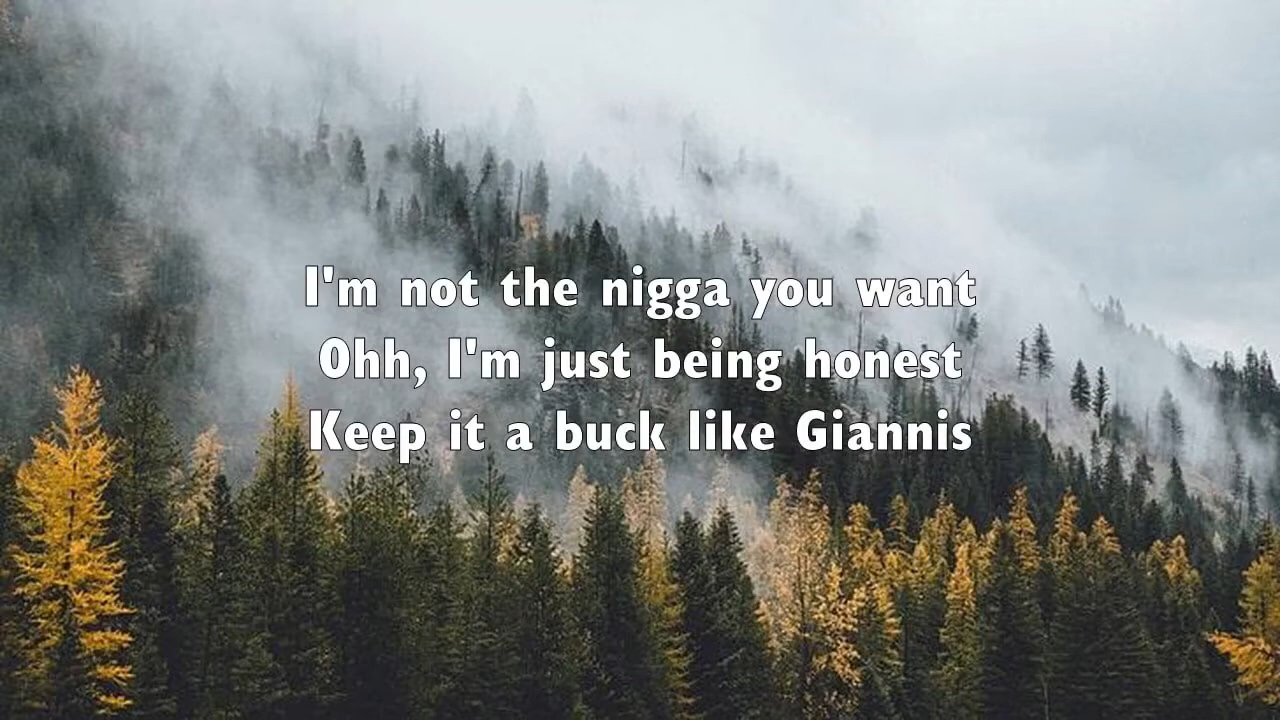 I'm not the nigga you want
Ohh, I'm just being honest
Keep it a buck like Giannis